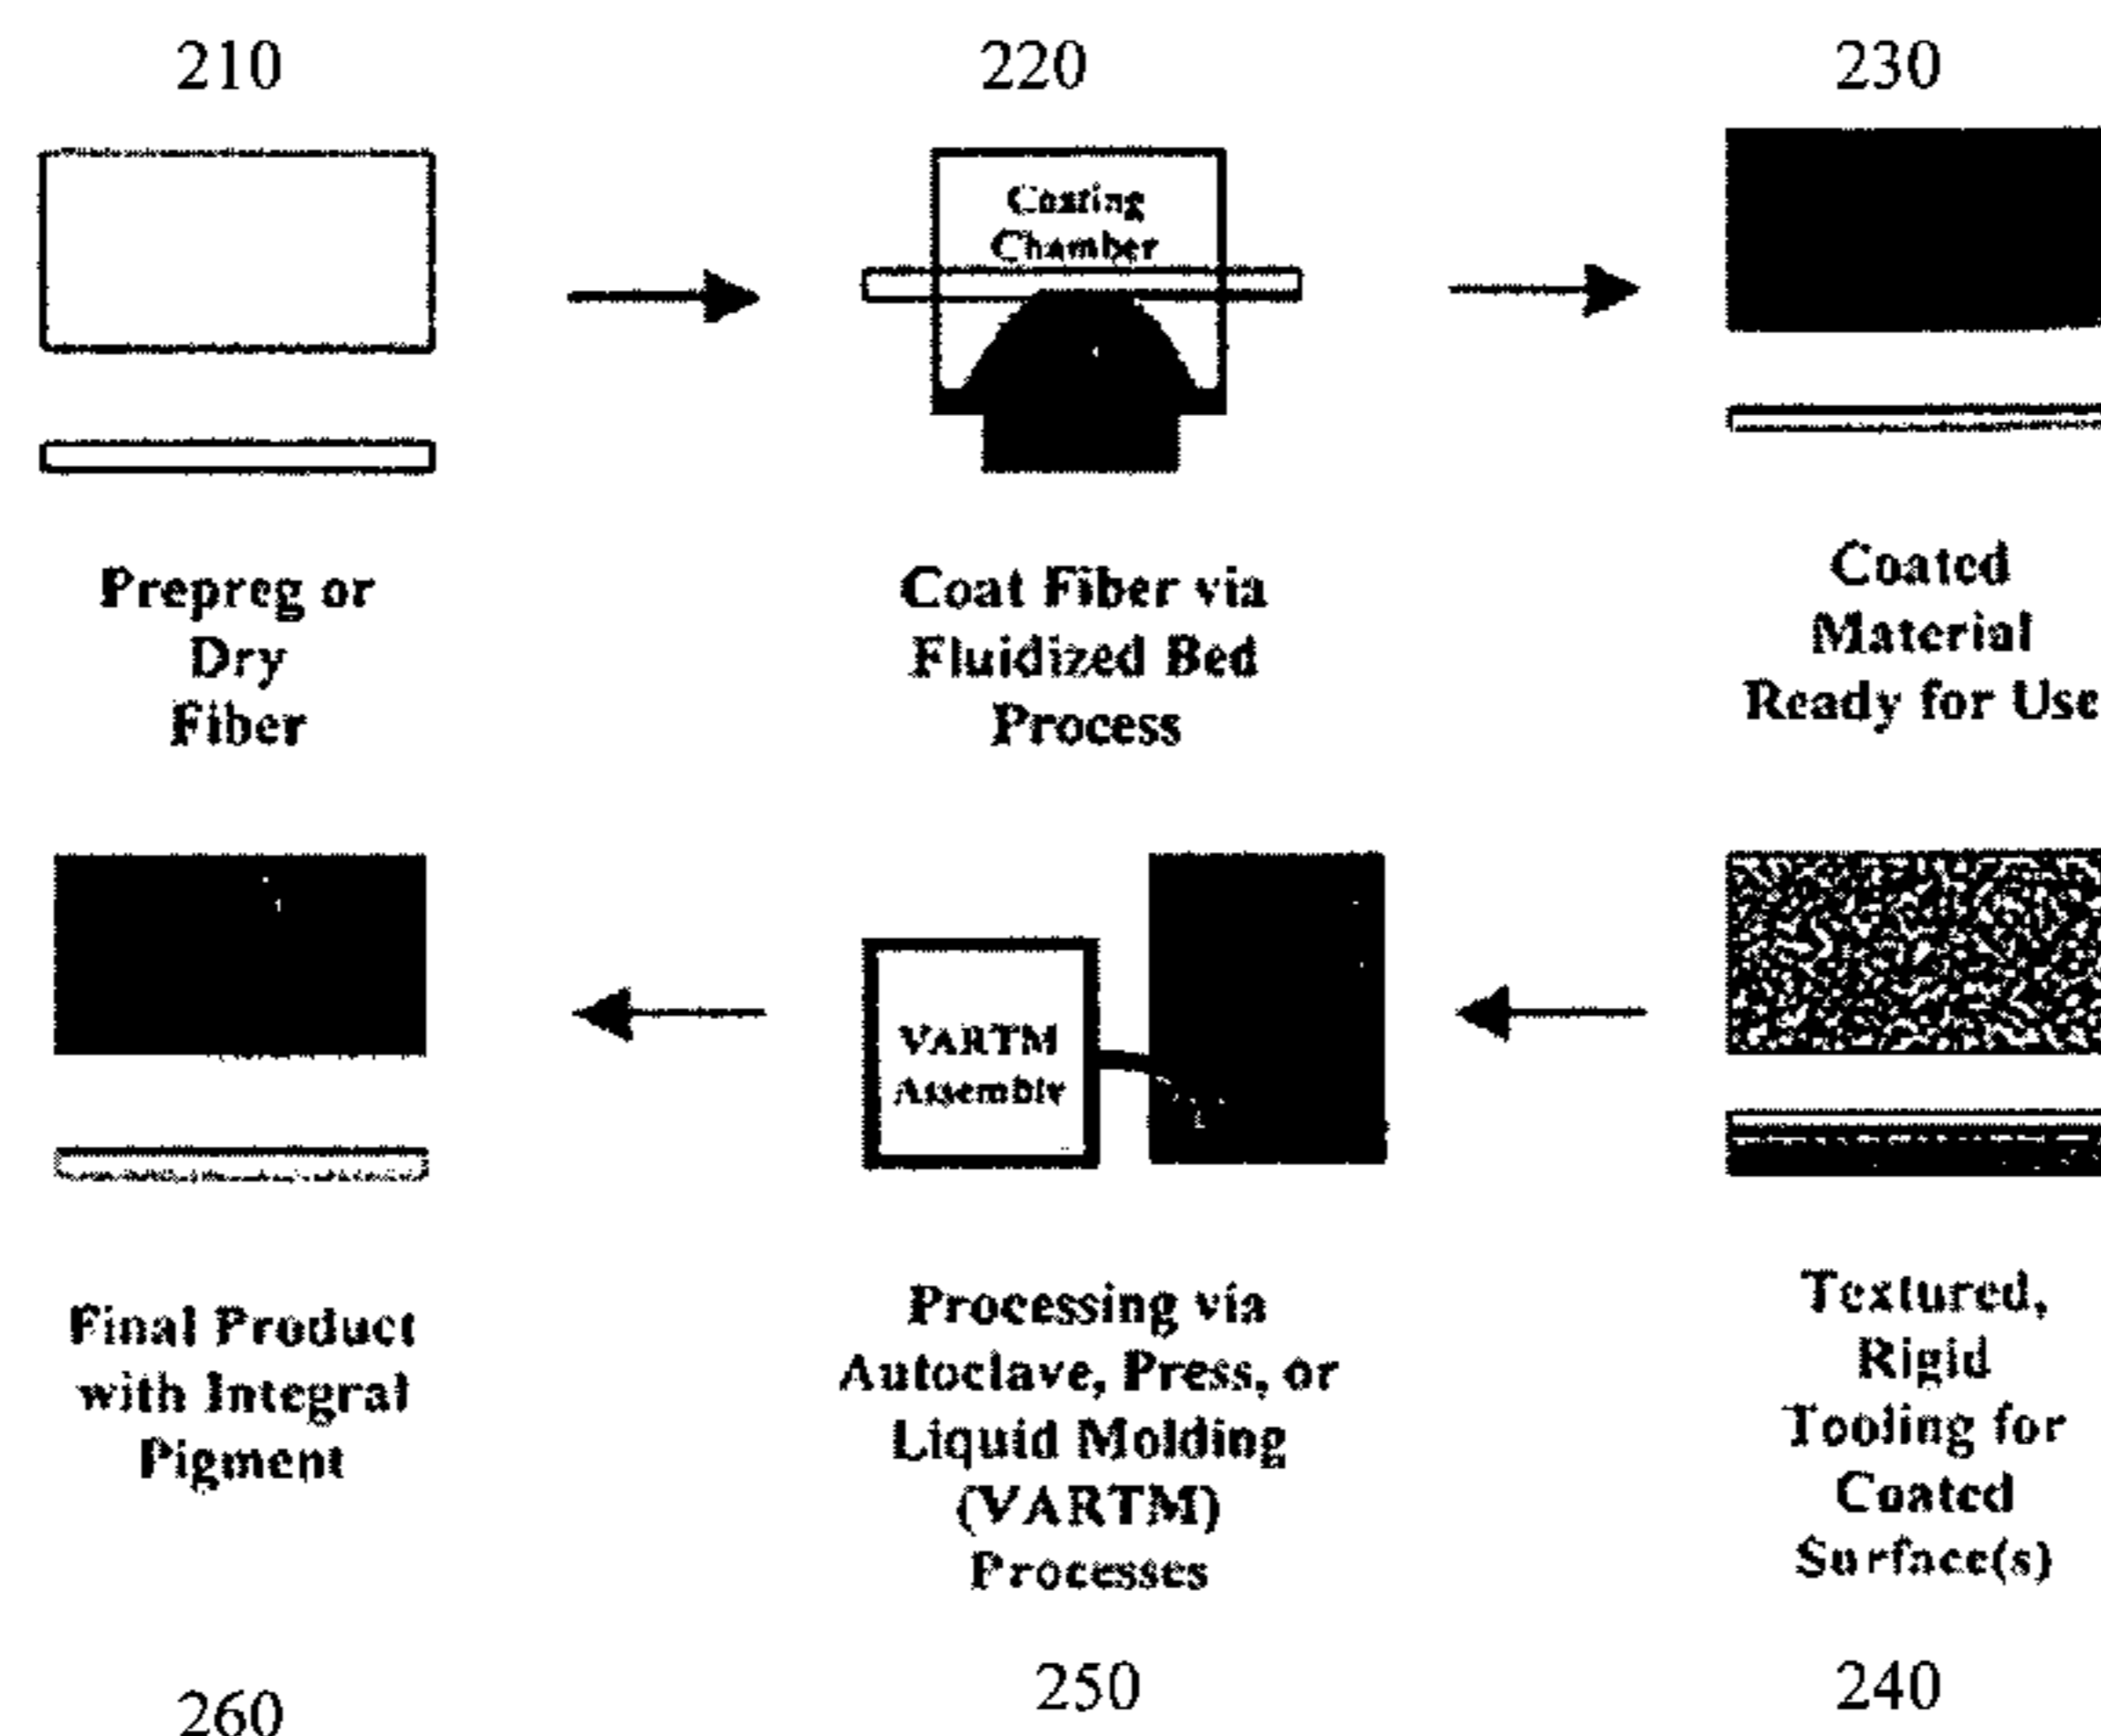 210
220
230
Coating
Chamber
Prepreg or
Dry
Fiber
Coat Fiber via
Fluidized Bed
Process
Coated
Material
Ready for Use
VARTM
Assembly
Final Product
with Integral
Pigment
Processing via
Autoclave, Press, or
Liquid Molding
(VARTM)
Processes
Textured,
Rigid
Tooling for
Coated
Surface(s)
260
250
240